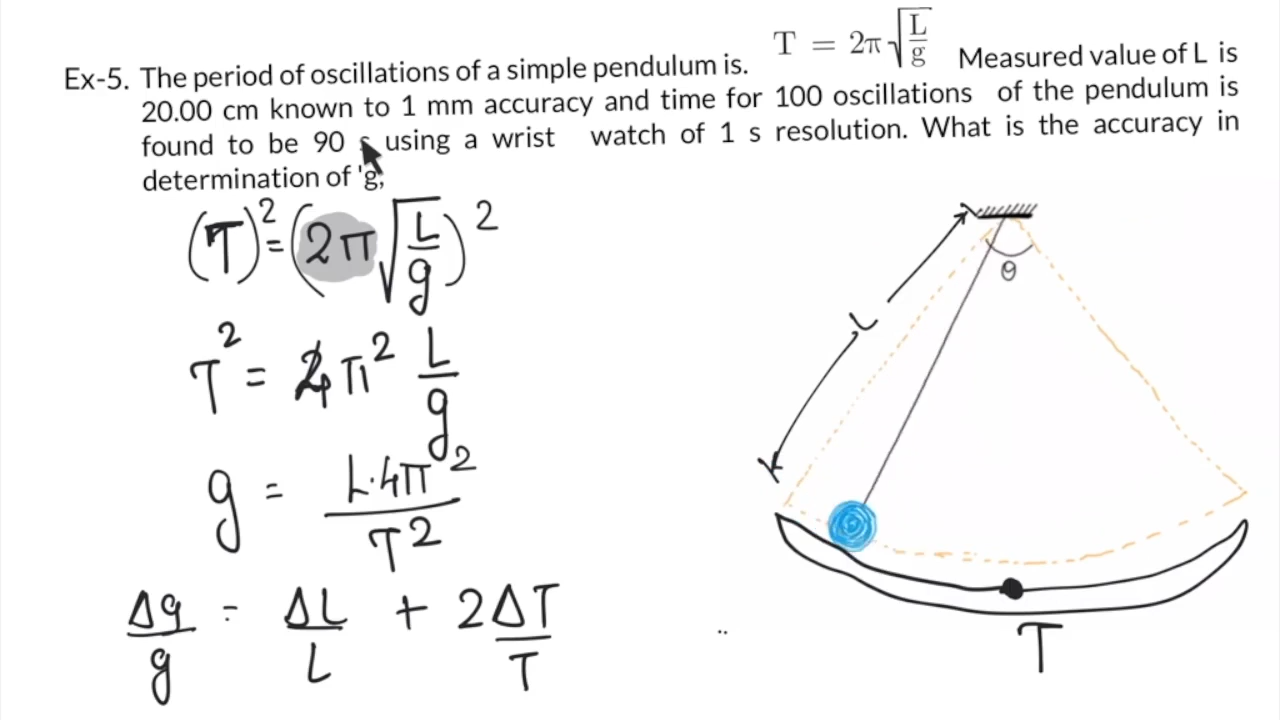 T = 2π√(L/g)
Ex-5. The period of oscillations of a simple pendulum is. Measured value of L is
20.00 cm known to 1 mm accuracy and time for 100 oscillations of the pendulum is
found to be 90 s using a wrist watch of 1 s resolution. What is the accuracy in
determination of 'g,
(T)² = (2π√(L/g))²
θ
L
T² = 4π² L/g
g = L·4π²/T²
Δg/g = ΔL/L + 2ΔT/T
T